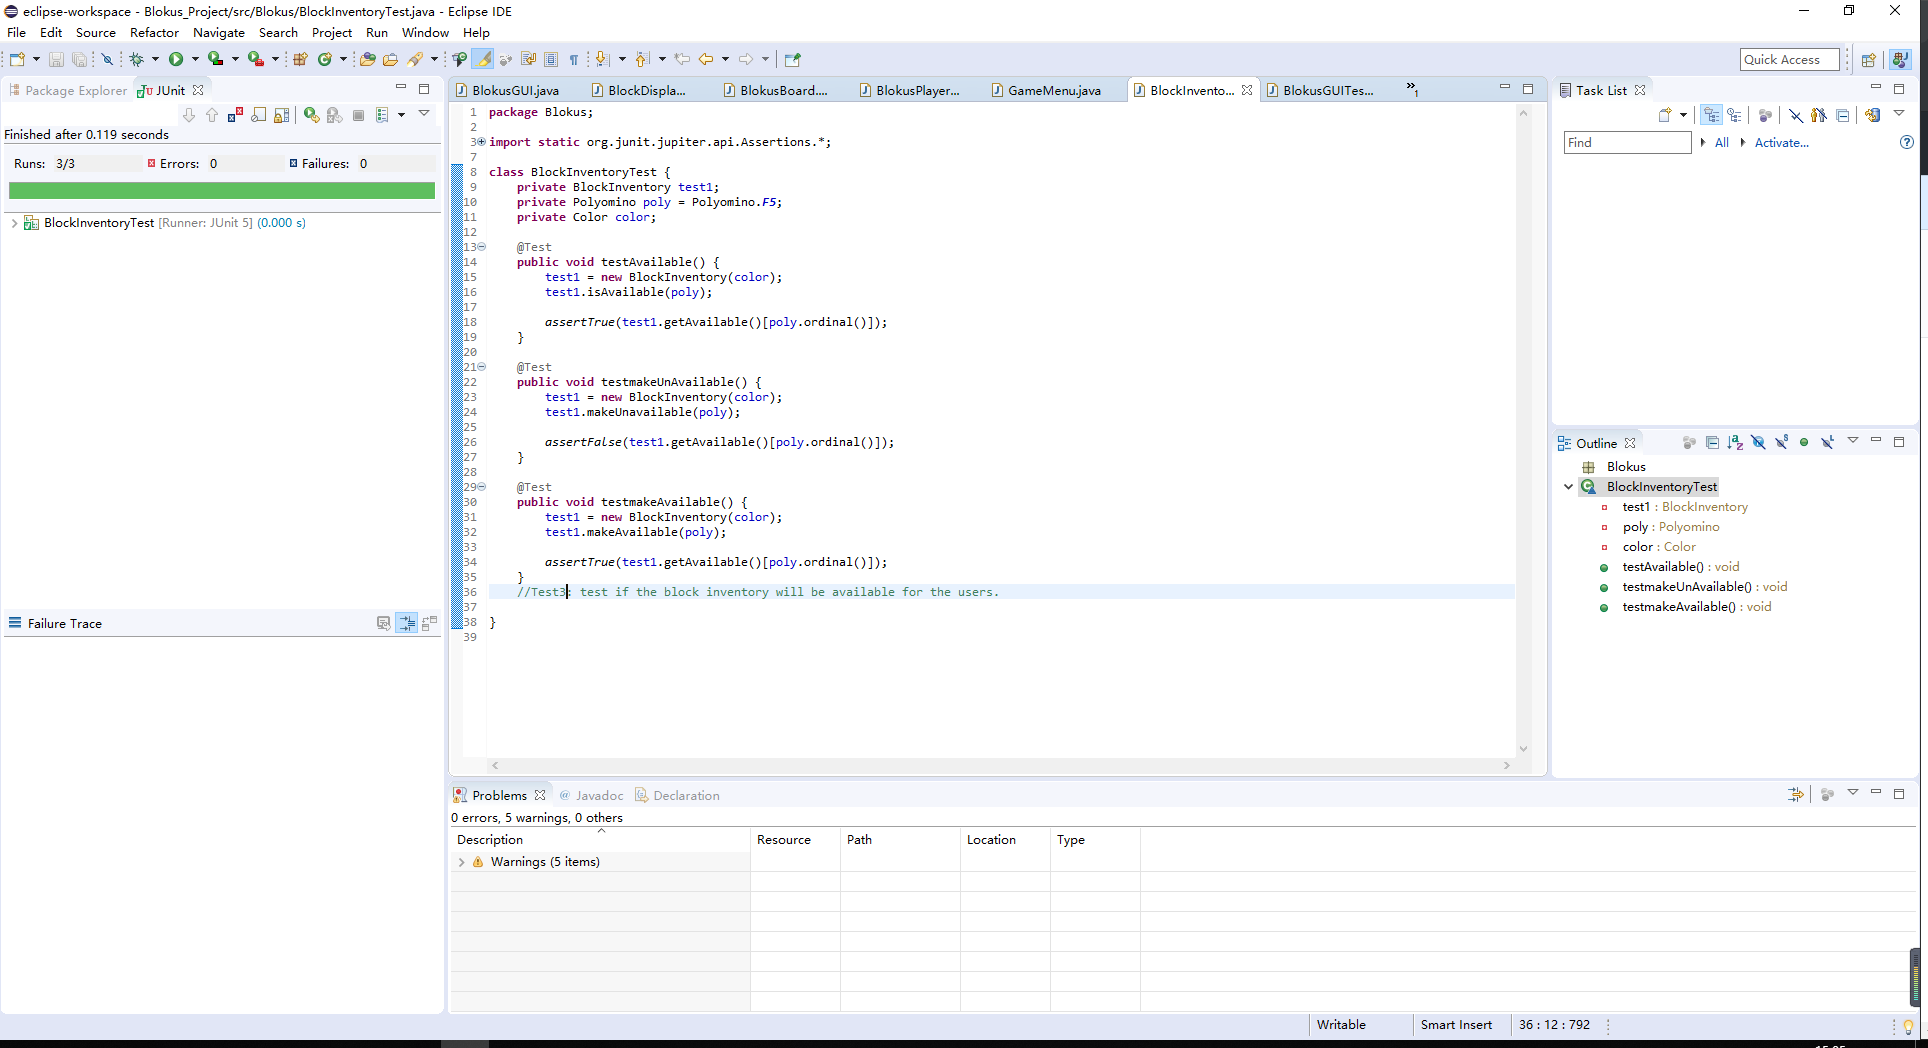 eclipse-workspace - Blokus_Project/src/Blokus/BlockInventoryTest.java - Eclipse IDE
File Edit Source Refactor Navigate Search Project Run Window Help
Quick Access
Package Explorer JUnit
Finished after 0.119 seconds
Runs: 3/3 Errors: 0 Failures: 0
BlockInventoryTest [Runner: JUnit 5] (0.000 s)
Failure Trace
BlokusGUI.java BlockDispla... BlokusBoard.... BlokusPlayer... GameMenu.java BlockInvento... BlokusGUITes... »1
1 package Blokus;
2
3 import static org.junit.jupiter.api.Assertions.*;
7
8 class BlockInventoryTest {
9 private BlockInventory test1;
10 private Polyomino poly = Polyomino.F5;
11 private Color color;
12
13 @Test
14 public void testAvailable() {
15 test1 = new BlockInventory(color);
16 test1.isAvailable(poly);
17
18 assertTrue(test1.getAvailable()[poly.ordinal()]);
19 }
20
21 @Test
22 public void testmakeUnAvailable() {
23 test1 = new BlockInventory(color);
24 test1.makeUnavailable(poly);
25
26 assertFalse(test1.getAvailable()[poly.ordinal()]);
27 }
28
29 @Test
30 public void testmakeAvailable() {
31 test1 = new BlockInventory(color);
32 test1.makeAvailable(poly);
33
34 assertTrue(test1.getAvailable()[poly.ordinal()]);
35 }
36 //Test3: test if the block inventory will be available for the users.
37
38 }
39
Task List
Find All Activate...
Outline
Blokus
BlockInventoryTest
test1 : BlockInventory
poly : Polyomino
color : Color
testAvailable() : void
testmakeUnAvailable() : void
testmakeAvailable() : void
Problems @ Javadoc Declaration
0 errors, 5 warnings, 0 others
Description Resource Path Location Type
Warnings (5 items)
Writable Smart Insert 36 : 12 : 792